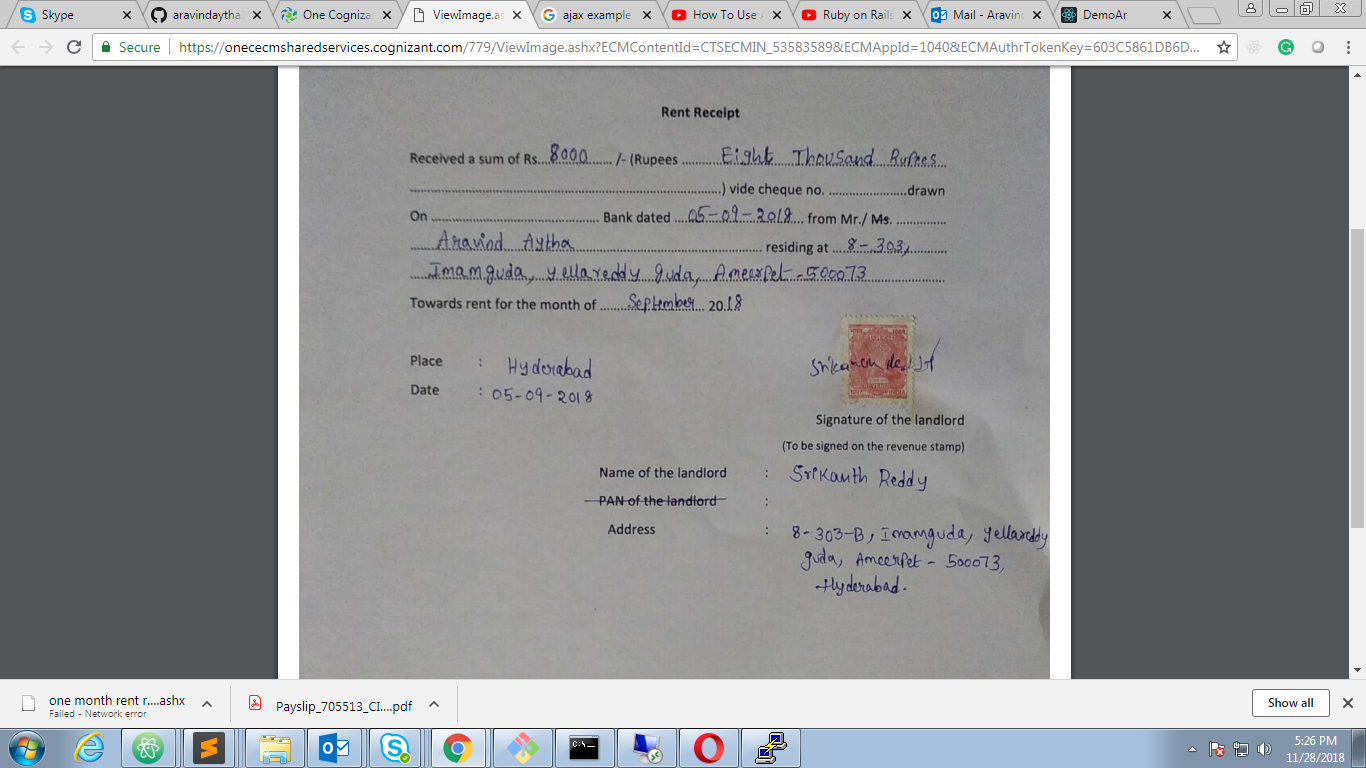 Skype
aravindaytha
One Cogniza
ViewImage.as
ajax example
How To Use
Ruby on Rails
Mail - Aravind
DemoAr
Secure
https://onececmsharedservices.cognizant.com/779/ViewImage.ashx?ECMContentId=CTSECMIN_53583589&ECMAppId=1040&ECMAuthrTokenKey=603C5861DB6D...
Rent Receipt
Received a sum of Rs...8000......../- (Rupees ...........Eight Thousand Rupees
..................................................) vide cheque no. ......................drawn
On ........................................ Bank dated ....05-09-2018... from Mr./ Ms. ..............
......Aravind Aytha................................................ residing at ...8-303,..........
....Imamguda, yellareddy guda, Ameerpet-500073....................
Towards rent for the month of .......September... 2018
Place : Hyderabad
Date : 05-09-2018
Signature of the landlord
(To be signed on the revenue stamp)
Name of the landlord : Srikanth Reddy
PAN of the landlord :
Address : 8-303-B, Imamguda, yellareddy
guda, Ameerpet - 500073,
Hyderabad.
one month rent r....ashx
Failed - Network error
Payslip_705513_CI....pdf
Show all
5:26 PM
11/28/2018